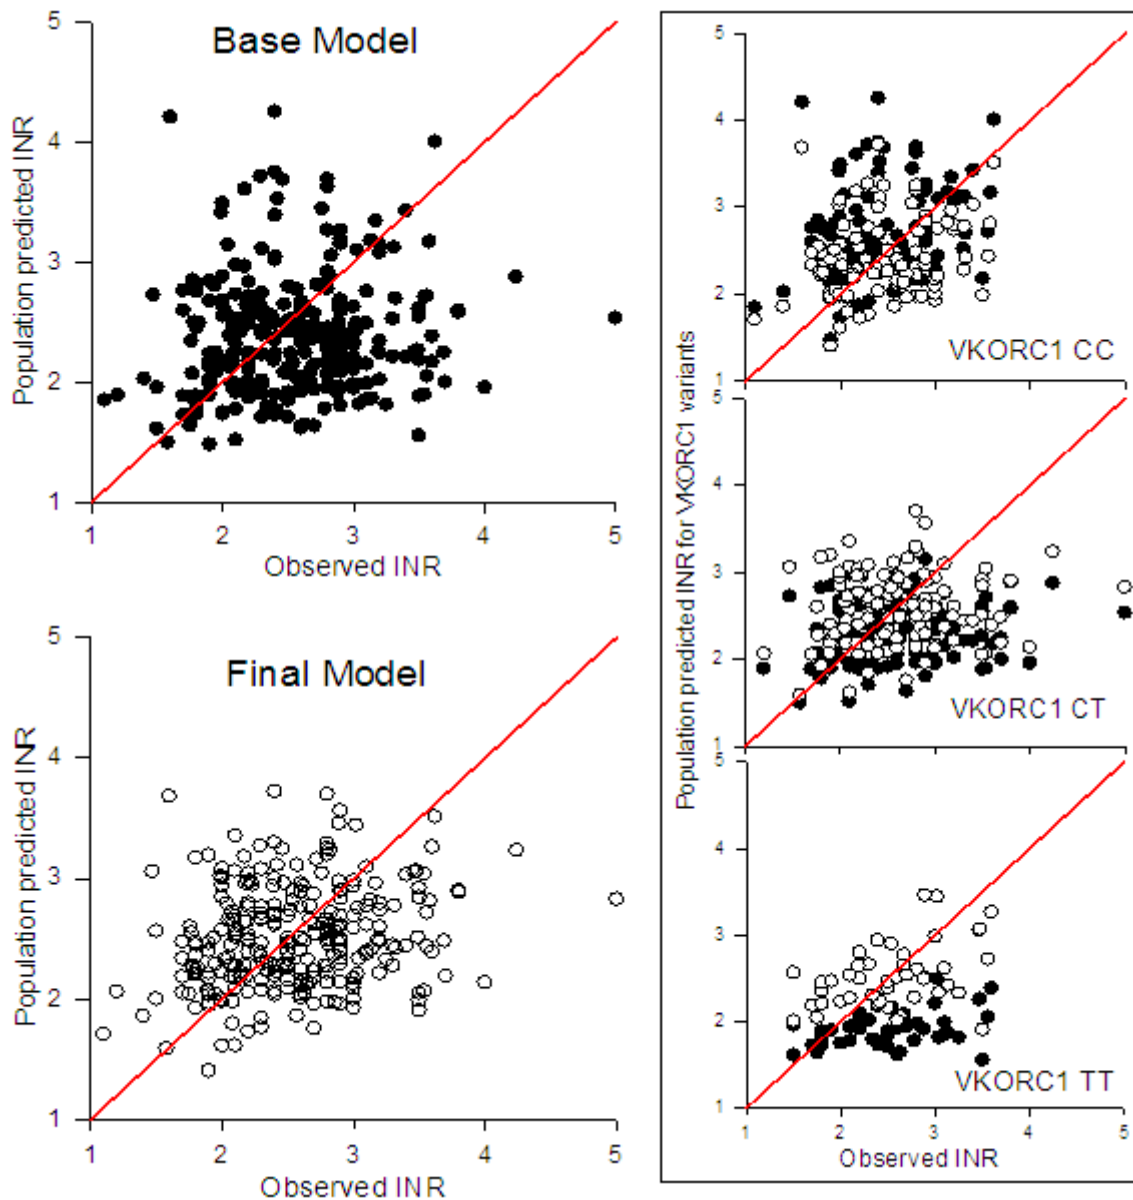 Base Model
Population predicted INR
5
4
3
2
1
1 2 3 4 5
Observed INR
Final Model
Population predicted INR
5
4
3
2
1
1 2 3 4 5
Observed INR
Population predicted INR for VKORC1 variants
5
4
3
2
1
VKORC1 CC
5
4
3
2
1
VKORC1 CT
5
4
3
2
1
VKORC1 TT
1 2 3 4 5
Observed INR